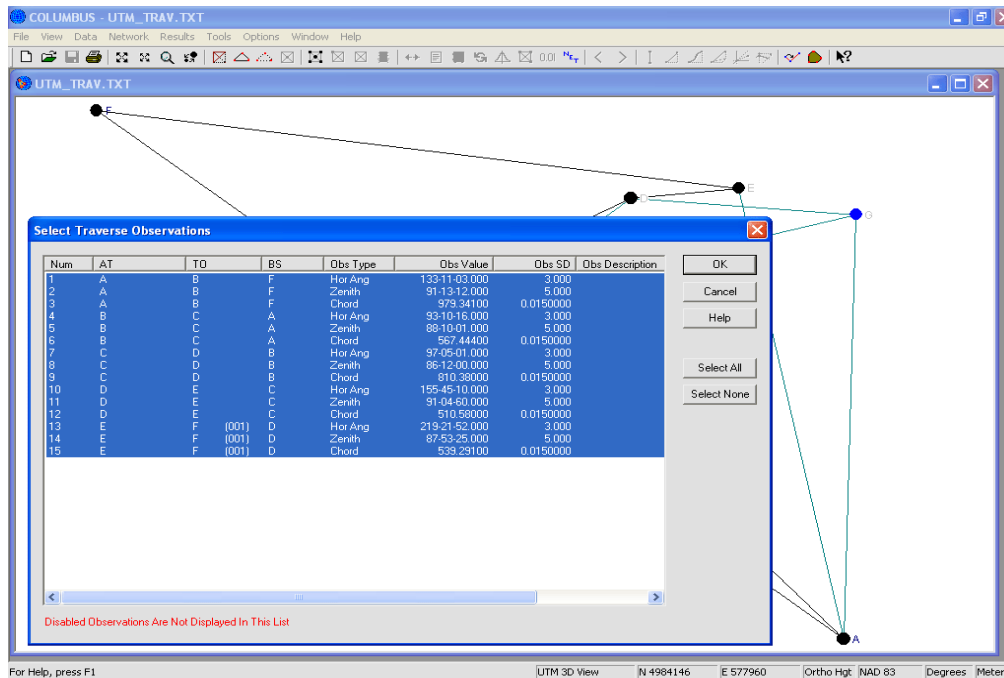 COLUMBUS - UTM_TRAV.TXT
File View Data Network Results Tools Options Window Help
0.01 N E T
UTM_TRAV.TXT
F
E
D
G
Select Traverse Observations
Num AT TO BS Obs Type Obs Value Obs SD Obs Description
1 A B F Hor Ang 133-11-03.000 3.000
2 A B F Zenith 91-13-12.000 5.000
3 A B F Chord 979.34100 0.0150000
4 B C A Hor Ang 93-10-16.000 3.000
5 B C A Zenith 88-10-01.000 5.000
6 B C A Chord 567.44400 0.0150000
7 C D B Hor Ang 97-05-01.000 3.000
8 C D B Zenith 86-12-00.000 5.000
9 C D B Chord 810.38000 0.0150000
10 D E C Hor Ang 155-45-10.000 3.000
11 D E C Zenith 91-04-60.000 5.000
12 D E C Chord 510.58000 0.0150000
13 E F (001) D Hor Ang 219-21-52.000 3.000
14 E F (001) D Zenith 87-53-25.000 5.000
15 E F (001) D Chord 539.29100 0.0150000
OK
Cancel
Help
Select All
Select None
Disabled Observations Are Not Displayed In This List
A
For Help, press F1 UTM 3D View N 4984146 E 577960 Ortho Hgt NAD 83 Degrees Meter